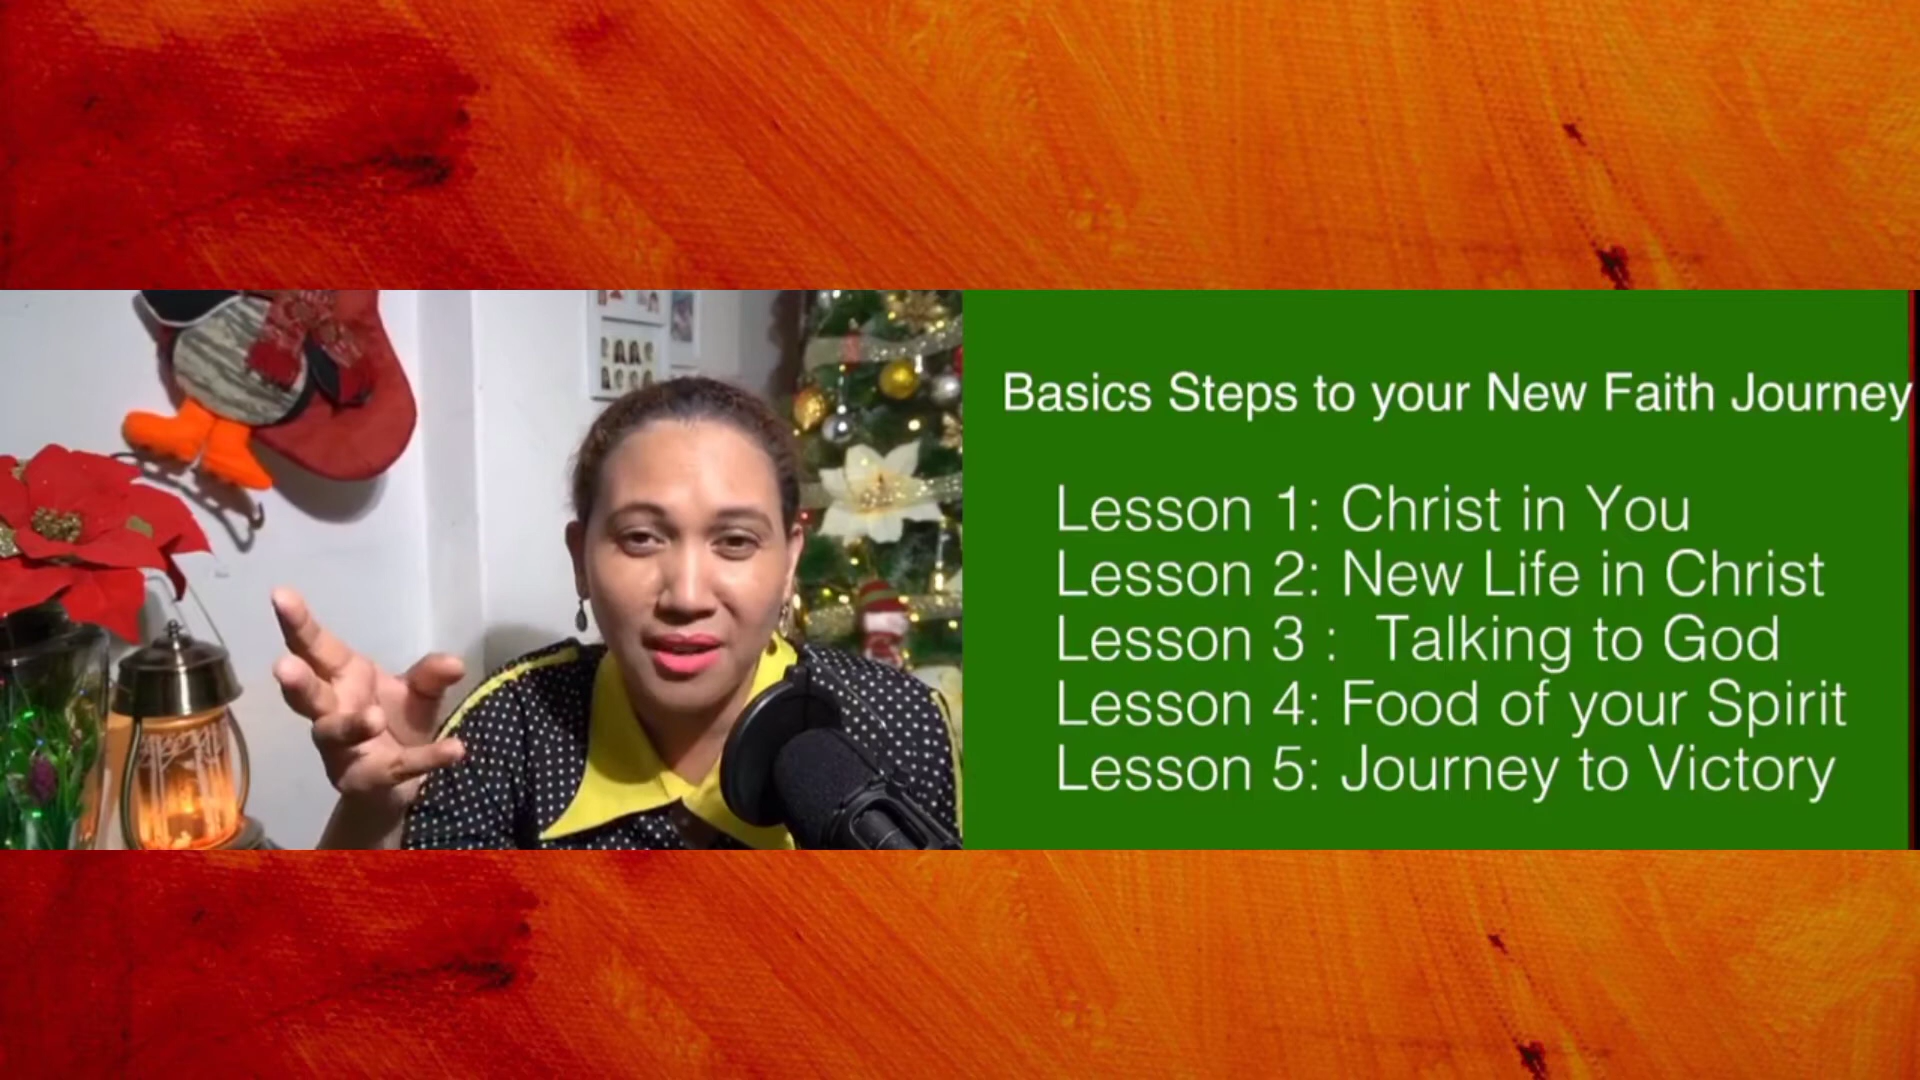 Basics Steps to your New Faith Journey
Lesson 1: Christ in You
Lesson 2: New Life in Christ
Lesson 3 : Talking to God
Lesson 4: Food of your Spirit
Lesson 5: Journey to Victory